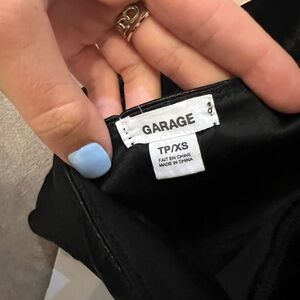 GARAGE
TP/XS
FAIT EN CHINE
MADE IN CHINA